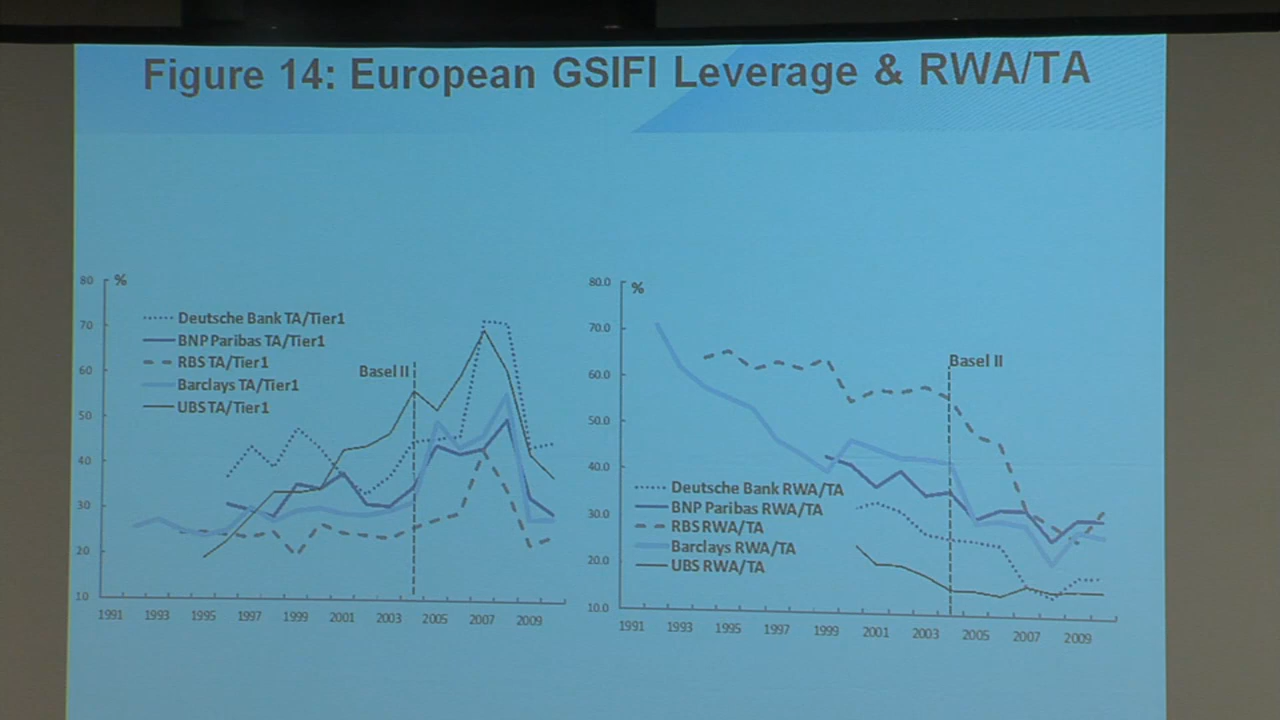 Figure 14: European GSIFI Leverage & RWA/TA
80 %
70
60
50
40
30
20
10
Deutsche Bank TA/Tier1
BNP Paribas TA/Tier1
RBS TA/Tier1
Barclays TA/Tier1
UBS TA/Tier1
Basel II
1991 1993 1995 1997 1999 2001 2003 2005 2007 2009
80.0 %
70.0
60.0
50.0
40.0
30.0
20.0
10.0
Basel II
Deutsche Bank RWA/TA
BNP Paribas RWA/TA
RBS RWA/TA
Barclays RWA/TA
UBS RWA/TA
1991 1993 1995 1997 1999 2001 2003 2005 2007 2009